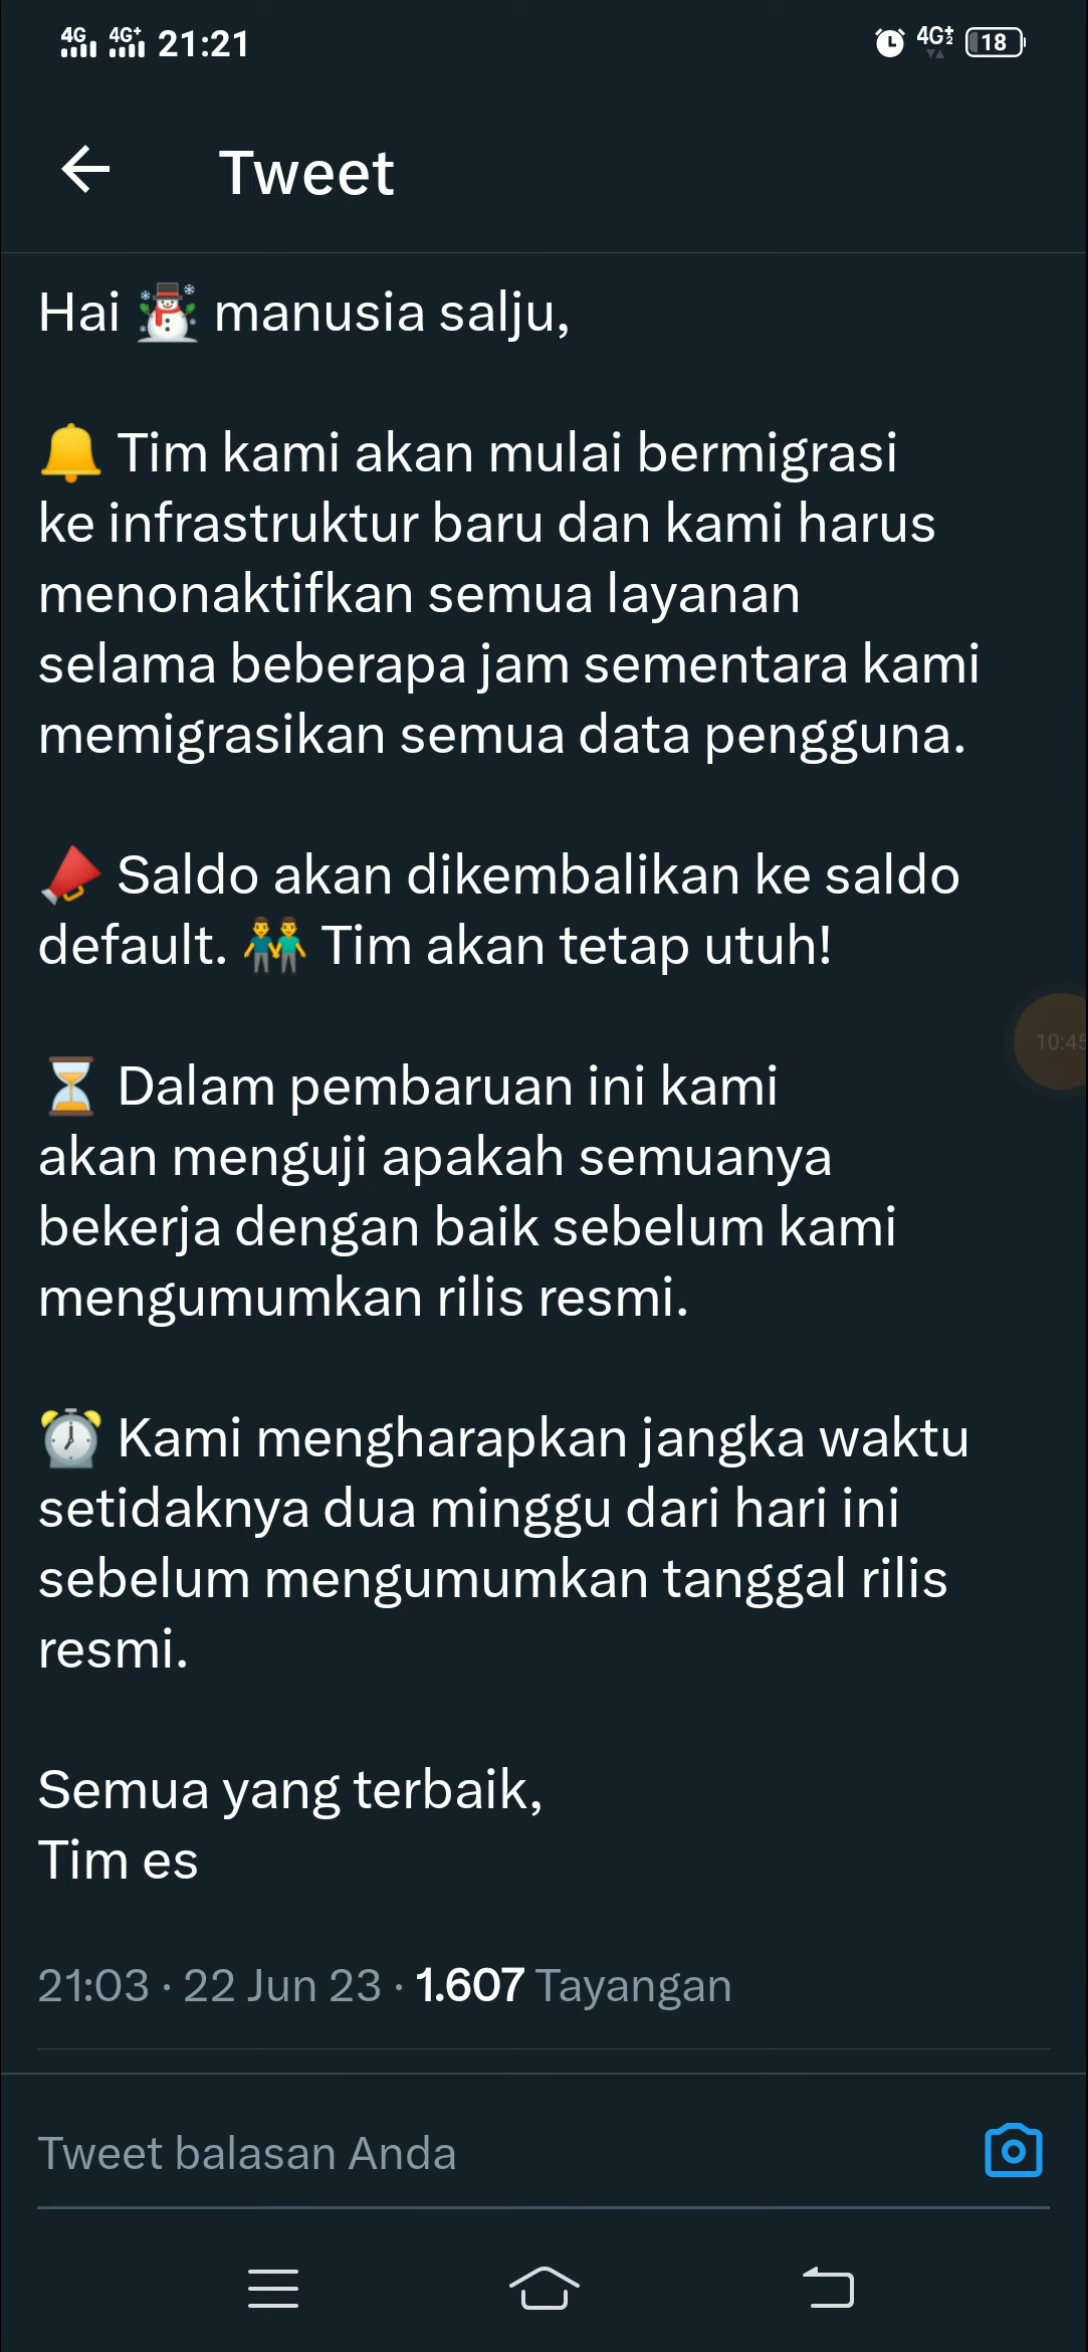 4G 4G+ 21:21 4G+2 18
Tweet
Hai ☃️ manusia salju,
🔔 Tim kami akan mulai bermigrasi
ke infrastruktur baru dan kami harus
menonaktifkan semua layanan
selama beberapa jam sementara kami
memigrasikan semua data pengguna.
📣 Saldo akan dikembalikan ke saldo
default. 👬 Tim akan tetap utuh!
10:45
⏳ Dalam pembaruan ini kami
akan menguji apakah semuanya
bekerja dengan baik sebelum kami
mengumumkan rilis resmi.
⏰ Kami mengharapkan jangka waktu
setidaknya dua minggu dari hari ini
sebelum mengumumkan tanggal rilis
resmi.
Semua yang terbaik,
Tim es
21:03 · 22 Jun 23 · 1.607 Tayangan
Tweet balasan Anda